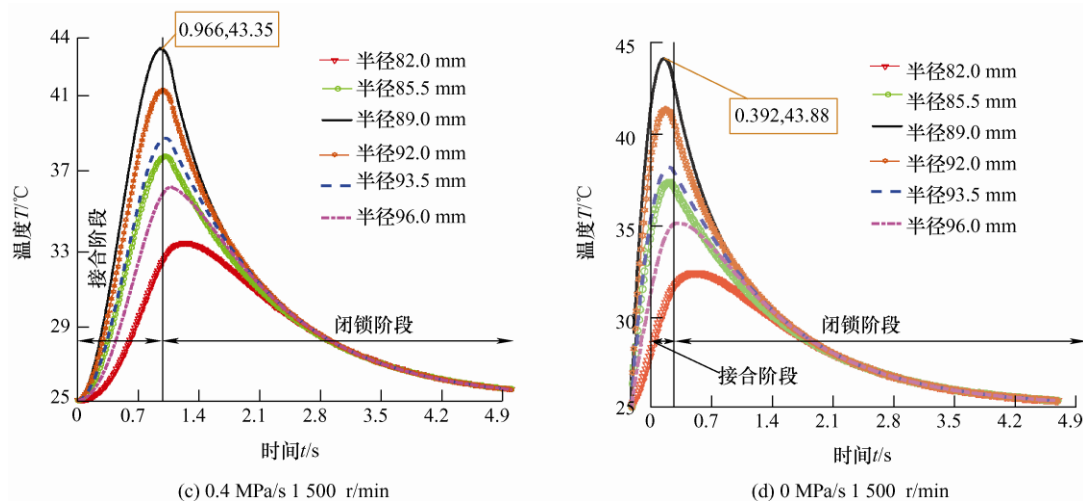 44
41
37
33
29
25
温度T/℃
接合阶段
0.966,43.35
半径82.0 mm
半径85.5 mm
半径89.0 mm
半径92.0 mm
半径93.5 mm
半径96.0 mm
闭锁阶段
0 0.7 1.4 2.1 2.8 3.5 4.2 4.9
时间t/s
(c) 0.4 MPa/s 1 500 r/min
45
40
35
30
25
温度T/℃
0.392,43.88
半径82.0 mm
半径85.5 mm
半径89.0 mm
半径92.0 mm
半径93.5 mm
半径96.0 mm
闭锁阶段
接合阶段
0 0.7 1.4 2.1 2.8 3.5 4.2 4.9
时间t/s
(d) 0 MPa/s 1 500 r/min